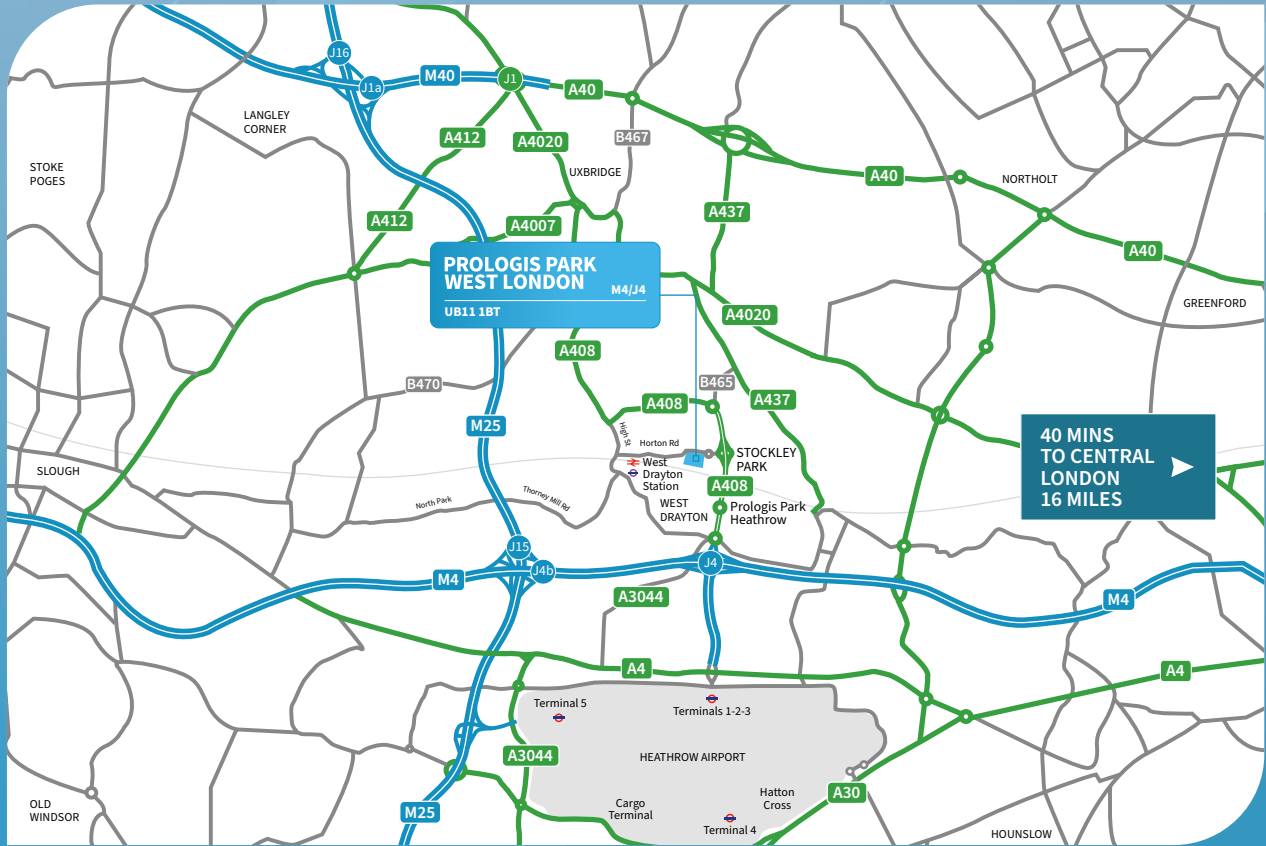 J16
M40
J1
J1a
A40
LANGLEY
CORNER
A412
A4020
B467
UXBRIDGE
STOKE
POGES
A40
NORTHOLT
A437
A412
A4007
A40
PROLOGIS PARK
WEST LONDON
M4/J4
UB11 1BT
GREENFORD
A4020
A408
B470
B465
A408
A437
M25
High St
Horton Rd
STOCKLEY
PARK
40 MINS
TO CENTRAL
LONDON
16 MILES
SLOUGH
West
Drayton
Station
A408
North Park
Thorney Mill Rd
WEST
DRAYTON
Prologis Park
Heathrow
J15
J4b
J4
M4
A3044
M4
A4
A4
Terminal 5
Terminals 1-2-3
A3044
HEATHROW AIRPORT
OLD
WINDSOR
M25
Cargo
Terminal
Hatton
Cross
A30
Terminal 4
HOUNSLOW